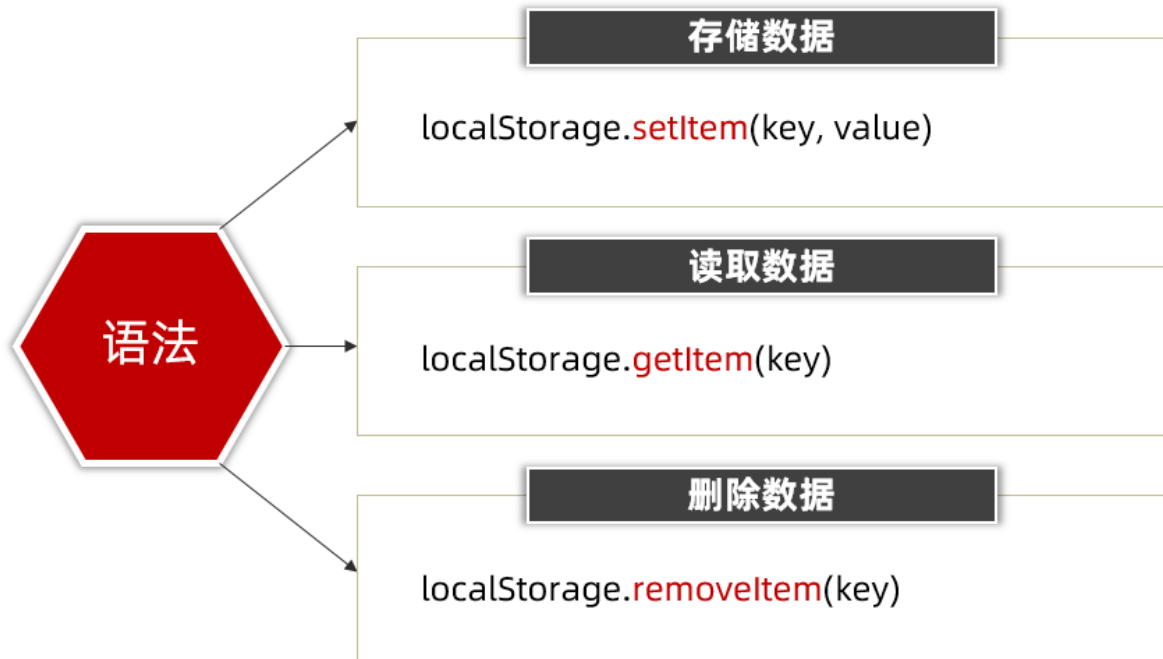 语法
存储数据
localStorage.setItem(key, value)
读取数据
localStorage.getItem(key)
删除数据
localStorage.removeItem(key)